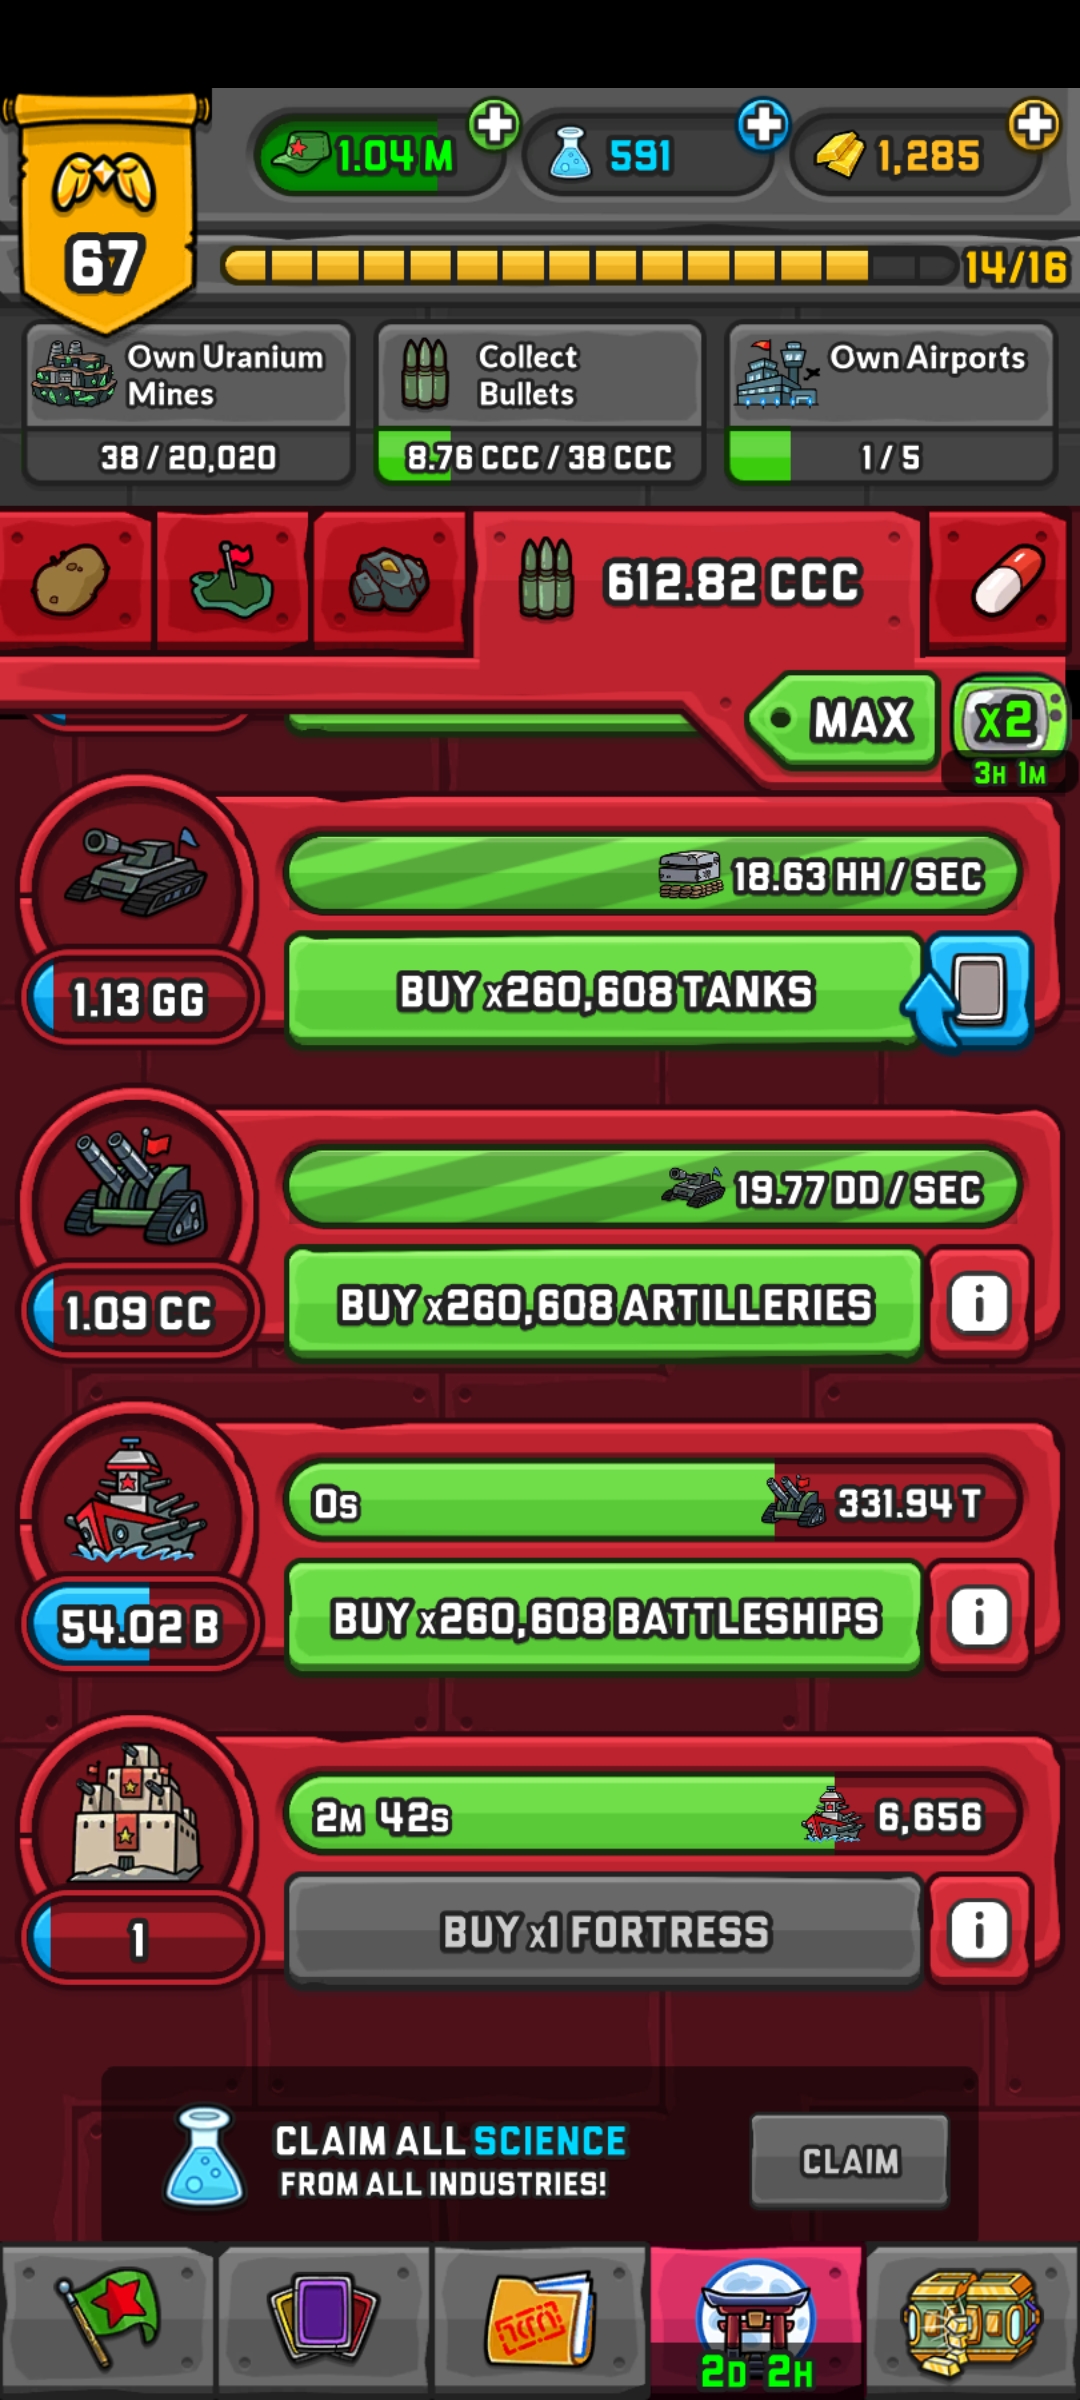 67
1.04 M
591
1,285
14/16
Own Uranium
Mines
38 / 20,020
Collect
Bullets
8.76 CCC / 38 CCC
Own Airports
1 / 5
612.82 CCC
MAX
x2
3H 1M
18.63 HH / SEC
1.13 GG
BUY x260,608 TANKS
19.77 DD / SEC
1.09 CC
BUY x260,608 ARTILLERIES
i
0s
331.94 T
54.02 B
BUY x260,608 BATTLESHIPS
i
2M 42s
6,656
1
BUY x1 FORTRESS
i
CLAIM ALL SCIENCE
FROM ALL INDUSTRIES!
CLAIM
2D 2H